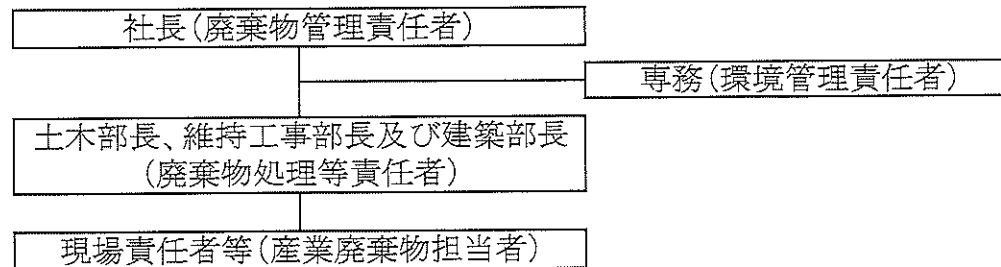 社長(廃棄物管理責任者)
専務(環境管理責任者)
土木部長、維持工事部長及び建築部長
(廃棄物処理等責任者)
現場責任者等(産業廃棄物担当者)